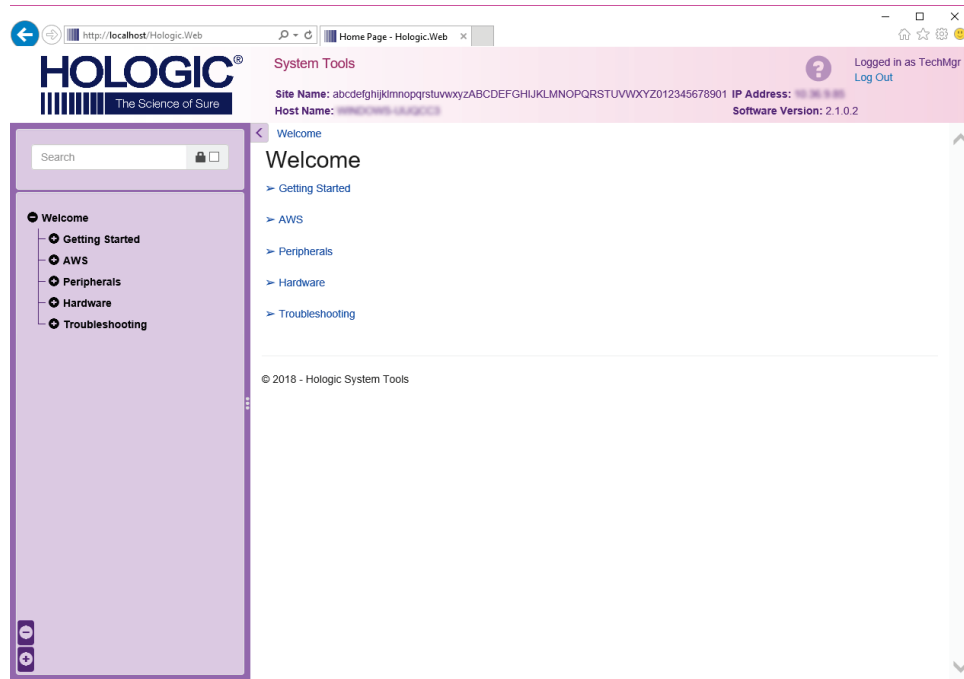 http://localhost/Hologic.Web
Home Page - Hologic.Web
HOLOGIC®
The Science of Sure
System Tools
Logged in as TechMgr
Log Out
Site Name: abcdefghijklmnopqrstuvwxyzABCDEFGHIJKLMNOPQRSTUVWXYZ012345678901 IP Address:
Host Name:
Software Version: 2.1.0.2
Search
Welcome
Getting Started
AWS
Peripherals
Hardware
Troubleshooting
Welcome
Welcome
➢ Getting Started
➢ AWS
➢ Peripherals
➢ Hardware
➢ Troubleshooting
© 2018 - Hologic System Tools